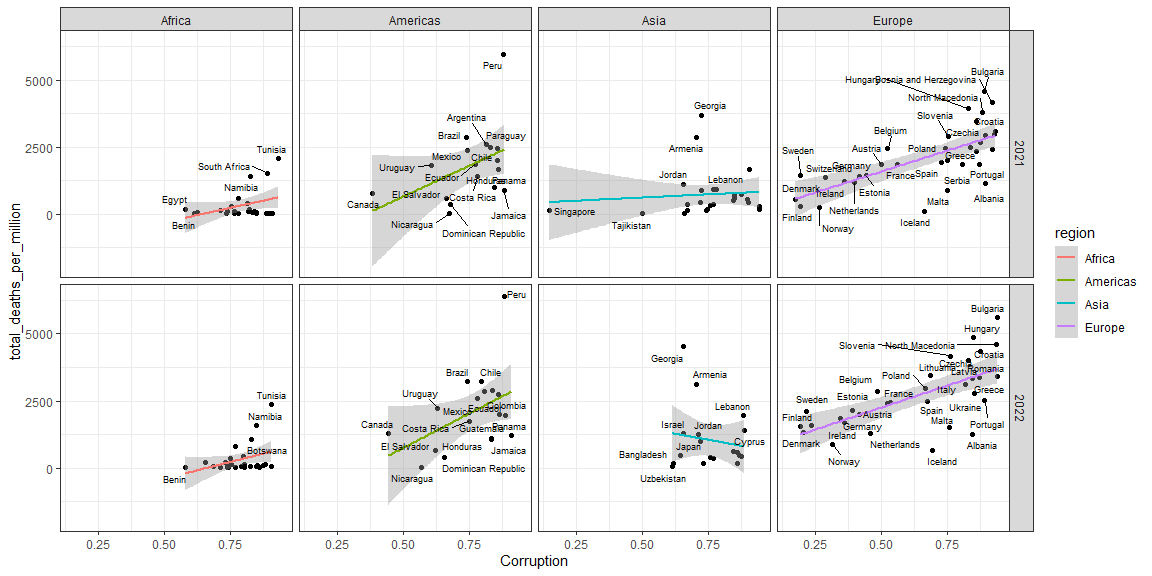 Africa
Americas
Asia
Europe
5000
2500
0
Tunisia
South Africa
Namibia
Egypt
Benin
Peru
Argentina
Brazil
Paraguay
Mexico
Chile
Uruguay
Ecuador
Honduras
Panama
El Salvador
Costa Rica
Canada
Jamaica
Nicaragua
Dominican Republic
Georgia
Armenia
Jordan
Lebanon
Singapore
Tajikistan
Bulgaria
Hungary
Bosnia and Herzegovina
North Macedonia
Slovenia
Croatia
Belgium
Czechia
Sweden
Austria
Poland
Greece
Switzerland
Germany
France
Spain
Portugal
Denmark
Ireland
Estonia
Serbia
Albania
Netherlands
Malta
Finland
Norway
Iceland
2021
5000
2500
0
Tunisia
Namibia
Botswana
Benin
Peru
Brazil
Chile
Uruguay
Mexico
Ecuador
Colombia
Canada
Costa Rica
Guatemala
Panama
El Salvador
Honduras
Jamaica
Dominican Republic
Nicaragua
Georgia
Armenia
Lebanon
Israel
Jordan
Japan
Cyprus
Bangladesh
Uzbekistan
Bulgaria
Hungary
Slovenia
North Macedonia
Croatia
Czechia
Lithuania
Latvia
Romania
Belgium
Poland
Italy
Greece
Sweden
Estonia
Finland
Austria
Spain
Ukraine
Germany
Portugal
Denmark
Ireland
Netherlands
Malta
Albania
Norway
Iceland
2022
0.25
0.50
0.75
0.25
0.50
0.75
0.25
0.50
0.75
0.25
0.50
0.75
Corruption
total_deaths_per_million
region
Africa
Americas
Asia
Europe